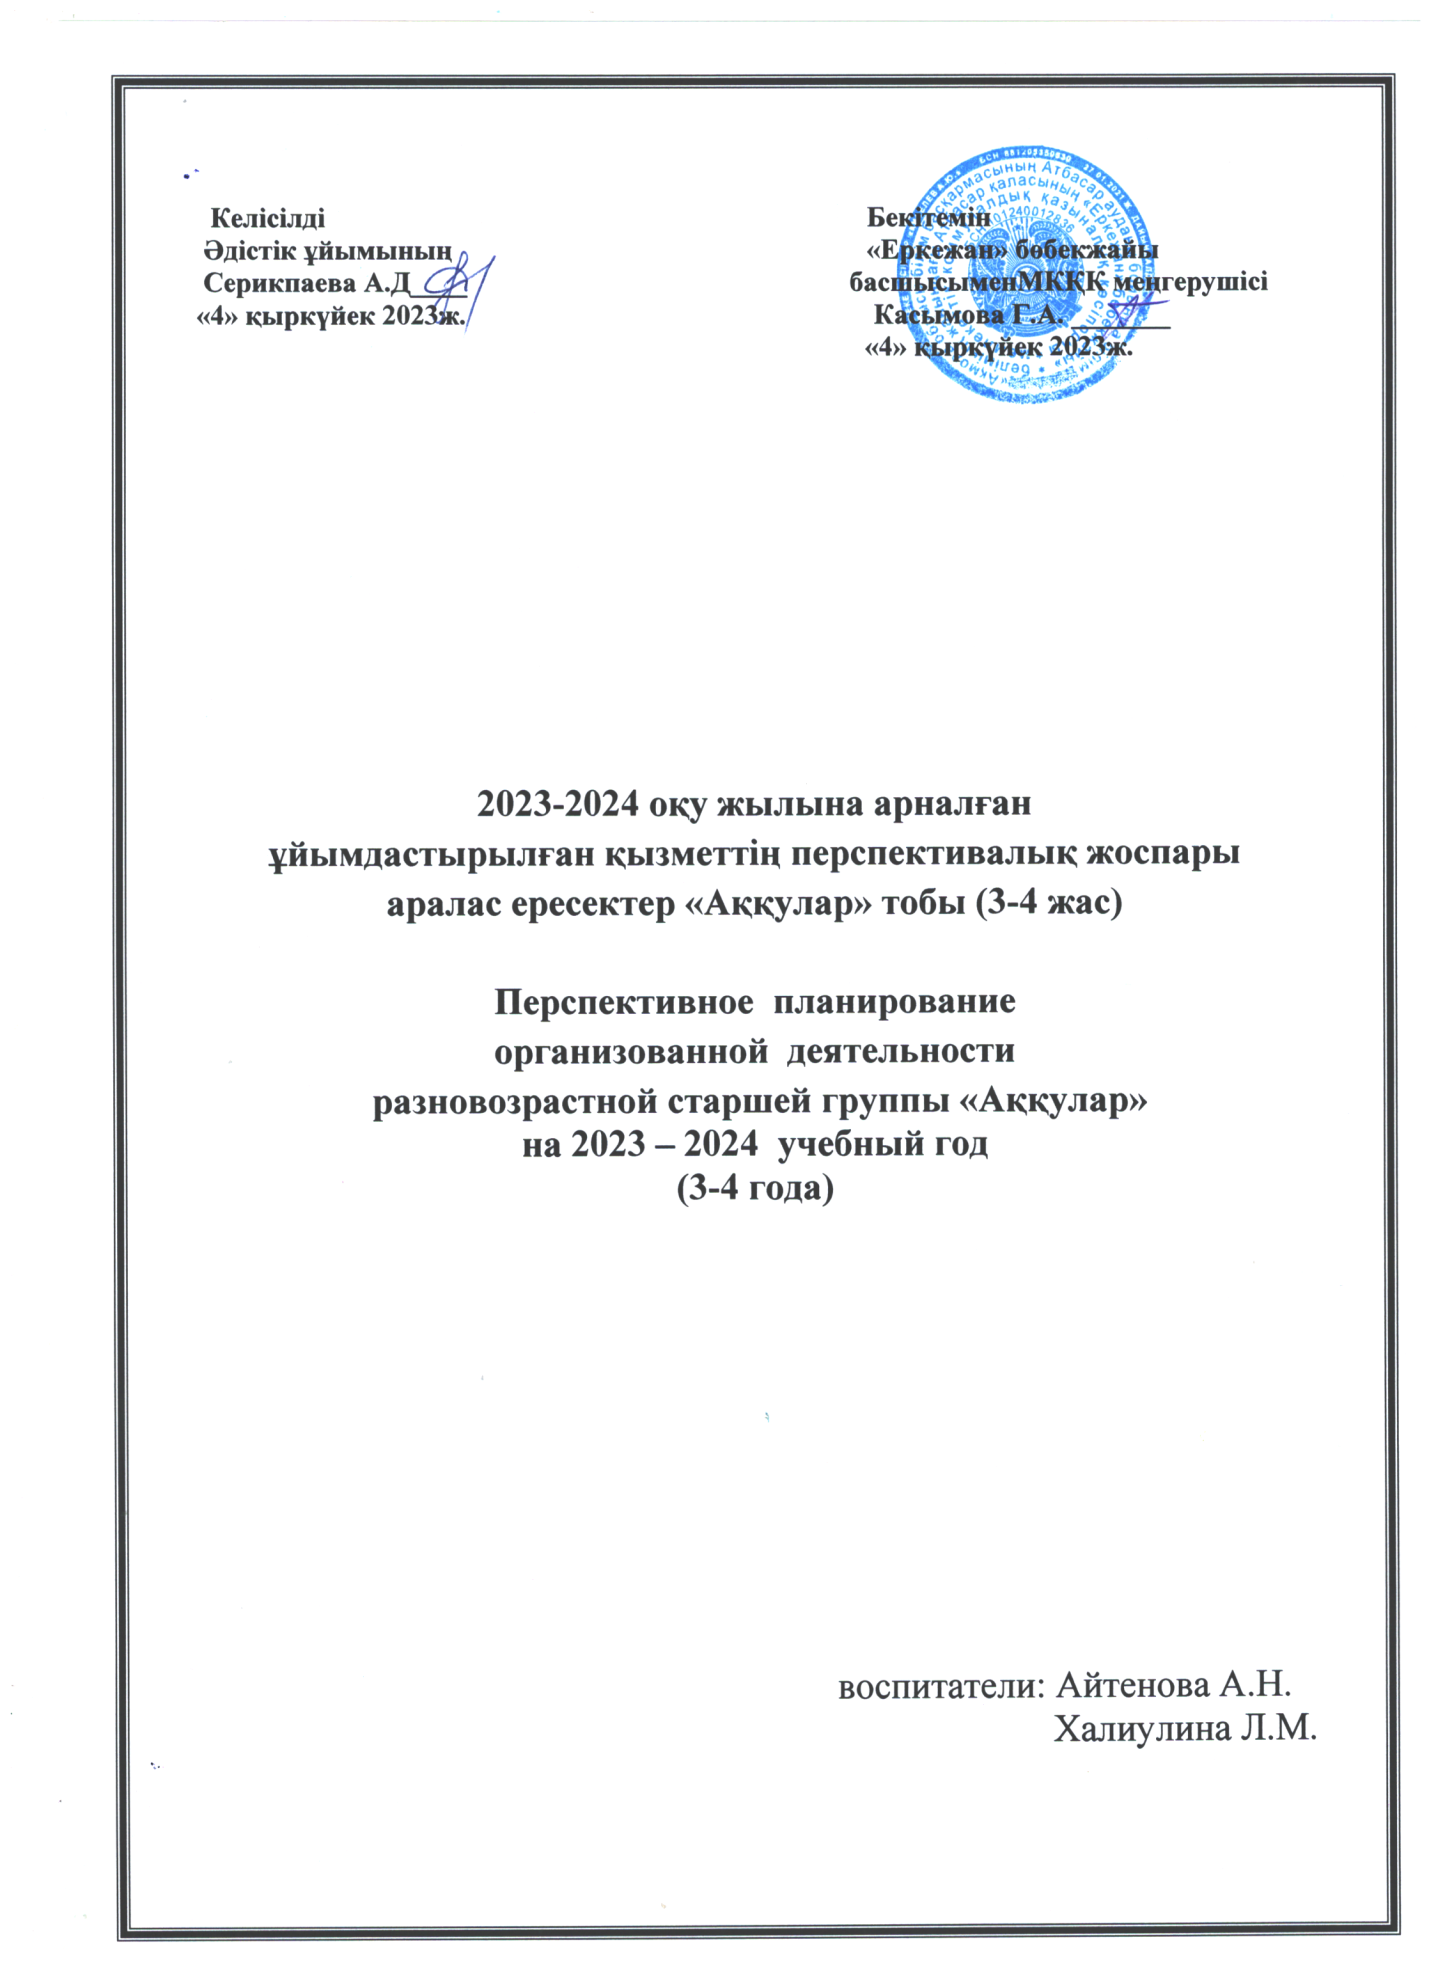 Келісілді
Әдістік ұйымының
Серикпаева А.Д____
«4» қыркүйек 2023ж.
Бекітемін
«Еркежан» бөбекжайы
басшысыменМКҚК меңгерушісі
Касымова Г.А. _______
«4» қыркүйек 2023ж.
2023-2024 оқу жылына арналған
ұйымдастырылған қызметтің перспективалық жоспары
аралас ересектер «Аққулар» тобы (3-4 жас)
Перспективное планирование
организованной деятельности
разновозрастной старшей группы «Аққулар»
на 2023 – 2024 учебный год
(3-4 года)
воспитатели: Айтенова А.Н.
Халиулина Л.М.